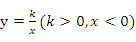 y = k/x (k > 0, x < 0)